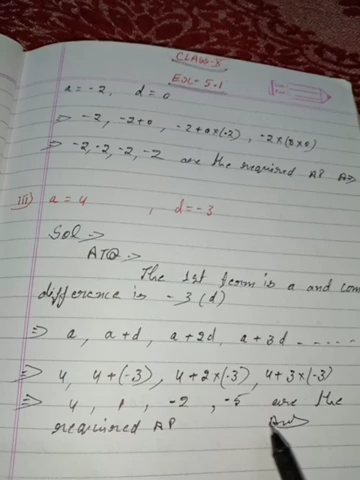 CLASS-X
EX:- 5.1
a = -2, d = 0
⇒ -2, -2+0, -2+0×(-2), -2×(0×0)
⇒ -2, -2, -2, -2 are the required AP Ans
III) a = 4, d = -3
Sol :→
ATQ :→
The 1st term is a and com
difference is -3 (d)
⇒ a, a+d, a+2d, a+3d ......
⇒ 4, 4+(-3), 4+2×(-3), 4+3×(-3)
⇒ 4, 1, -2, -5 are the
required AP Ans